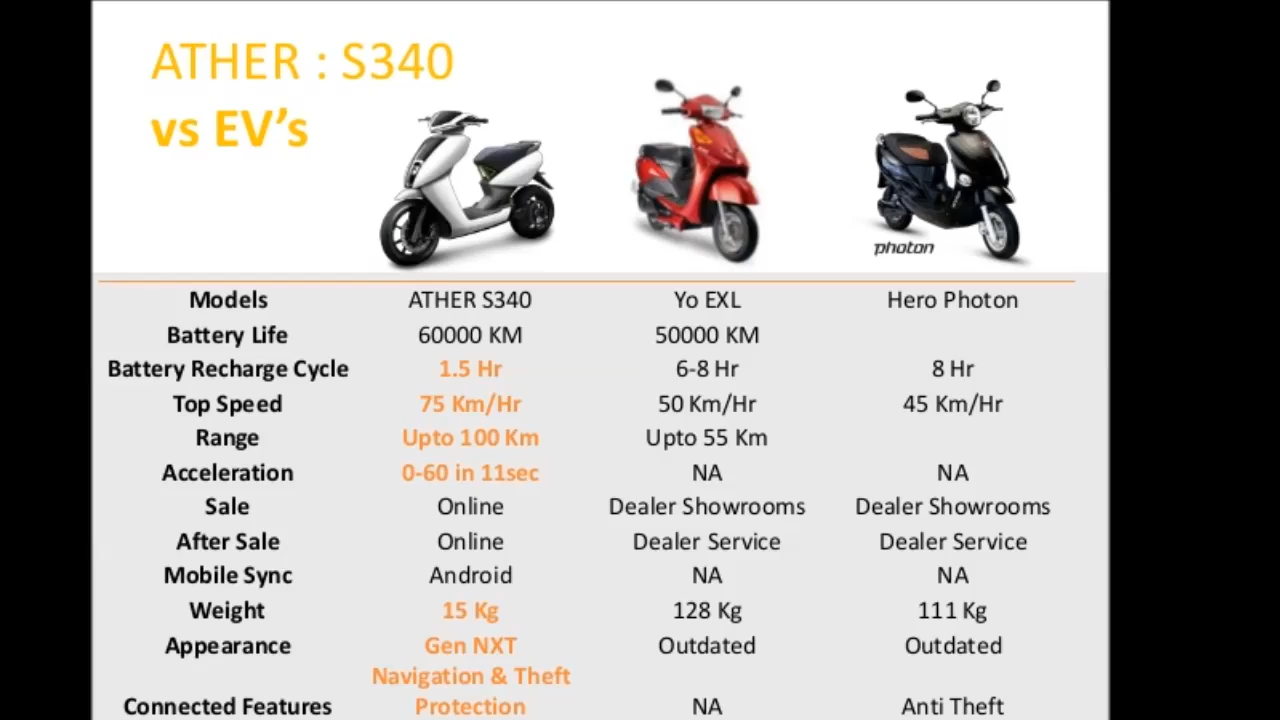 ATHER : S340
vs EV’s
photon
Models ATHER S340 Yo EXL Hero Photon
Battery Life 60000 KM 50000 KM
Battery Recharge Cycle 1.5 Hr 6-8 Hr 8 Hr
Top Speed 75 Km/Hr 50 Km/Hr 45 Km/Hr
Range Upto 100 Km Upto 55 Km
Acceleration 0-60 in 11sec NA NA
Sale Online Dealer Showrooms Dealer Showrooms
After Sale Online Dealer Service Dealer Service
Mobile Sync Android NA NA
Weight 15 Kg 128 Kg 111 Kg
Appearance Gen NXT Outdated Outdated
Navigation & Theft
Connected Features Protection NA Anti Theft